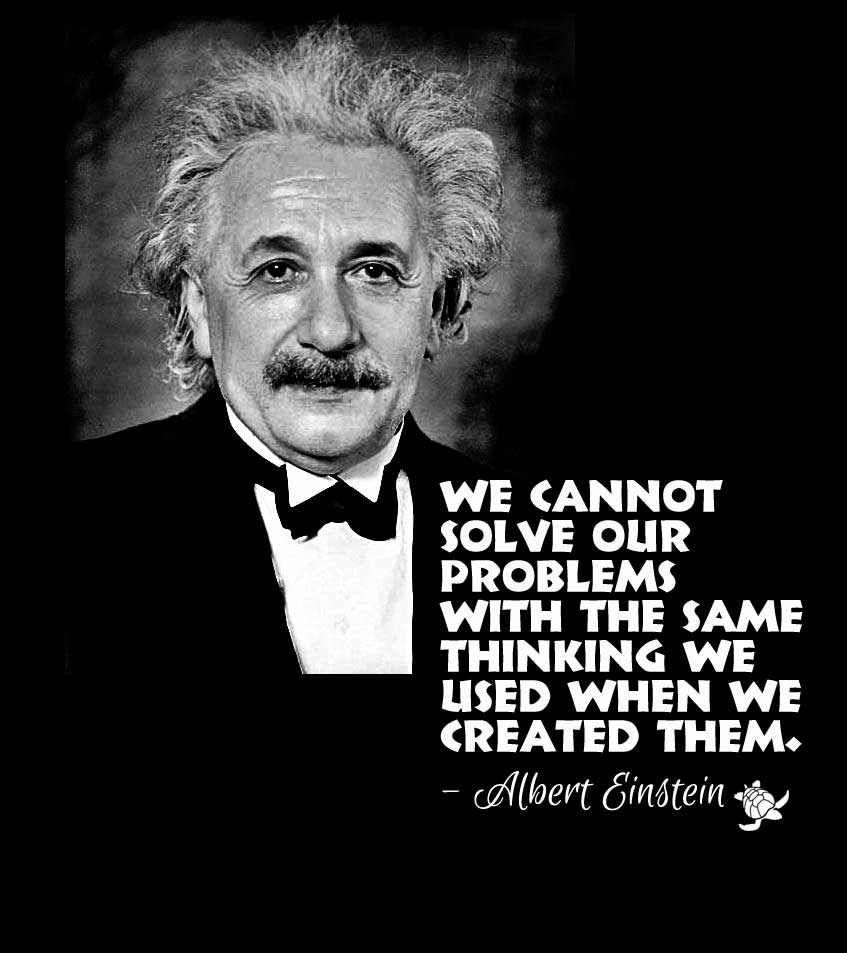 WE CANNOT
SOLVE OUR
PROBLEMS
WITH THE SAME
THINKING WE
USED WHEN WE
CREATED THEM.
– Albert Einstein